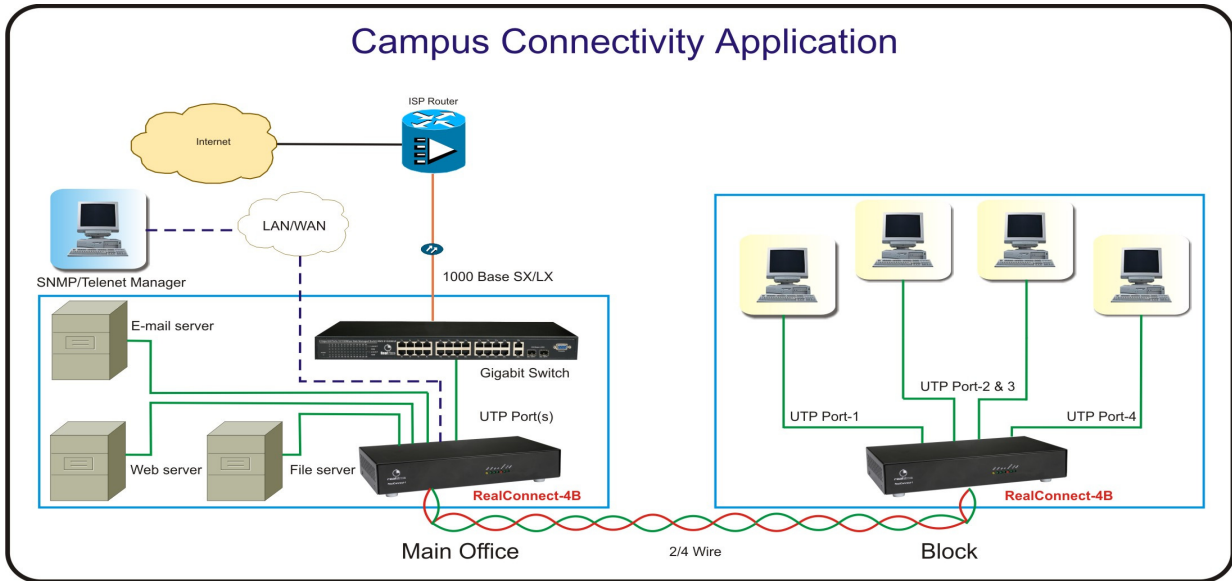 Campus Connectivity Application
ISP Router
Internet
LAN/WAN
SNMP/Telenet Manager
1000 Base SX/LX
E-mail server
Gigabit Switch
UTP Port(s)
Web server
File server
RealConnect-4B
Main Office
2/4 Wire
UTP Port-2 & 3
UTP Port-1
UTP Port-4
RealConnect-4B
Block